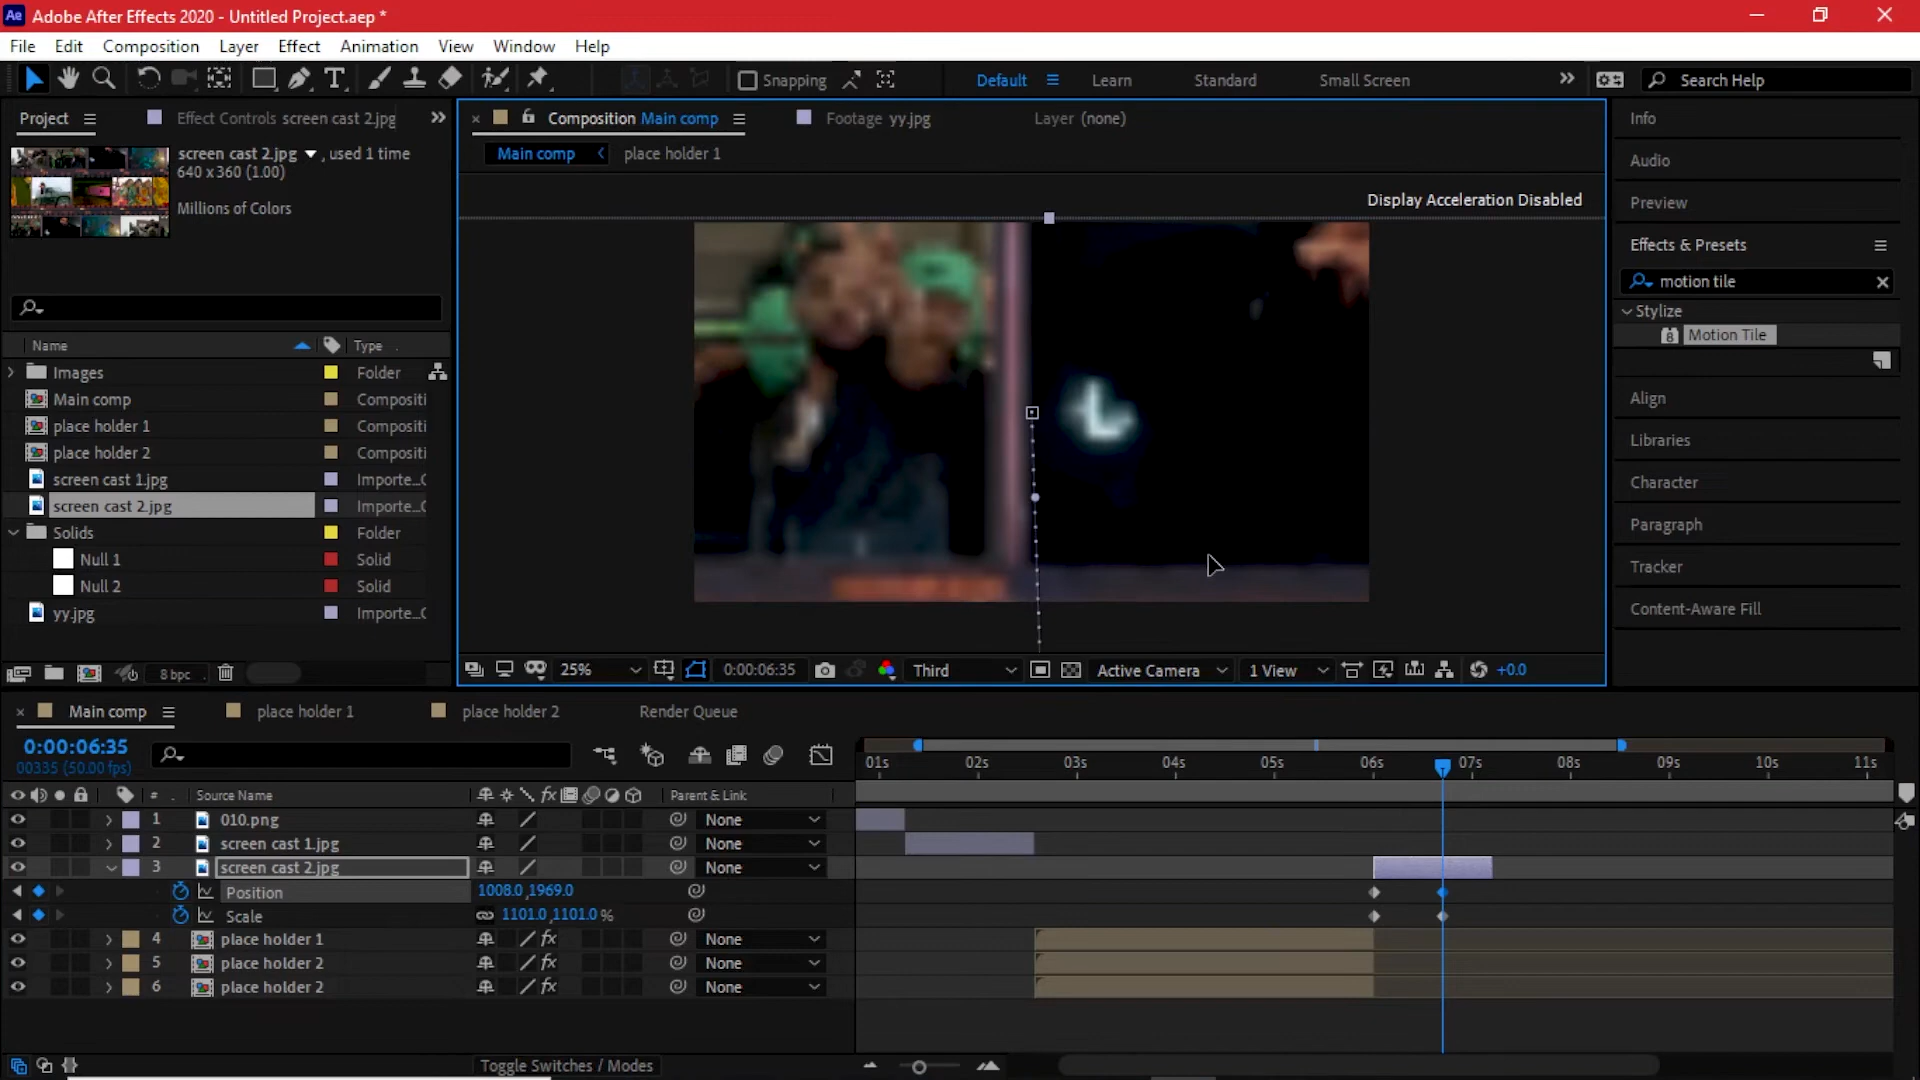 Ae Adobe After Effects 2020 - Untitled Project.aep *
File Edit Composition Layer Effect Animation View Window Help
Snapping Default Learn Standard Small Screen Search Help
Project Effect Controls screen cast 2.jpg
screen cast 2.jpg , used 1 time
640 x 360 (1.00)
Millions of Colors
Name Type
Images Folder
Main comp Compositi
place holder 1 Compositi
place holder 2 Compositi
screen cast 1.jpg Importe...C
screen cast 2.jpg Importe...C
Solids Folder
Null 1 Solid
Null 2 Solid
yy.jpg Importe...C
8 bpc
Composition Main comp Footage yy.jpg Layer (none)
Main comp place holder 1
Display Acceleration Disabled
25% 0:00:06:35 Third Active Camera 1 View +0.0
Info
Audio
Preview
Effects & Presets
motion tile
Stylize
8 Motion Tile
Align
Libraries
Character
Paragraph
Tracker
Content-Aware Fill
Main comp place holder 1 place holder 2 Render Queue
0:00:06:35
00335 (50.00 fps)
01s 02s 03s 04s 05s 06s 07s 08s 09s 10s 11s
# . Source Name fx Parent & Link
1 010.png None
2 screen cast 1.jpg None
3 screen cast 2.jpg None
Position 1008.0 ,1969.0
Scale 1101.0 ,1101.0 %
4 place holder 1 fx None
5 place holder 2 fx None
6 place holder 2 fx None
Toggle Switches / Modes